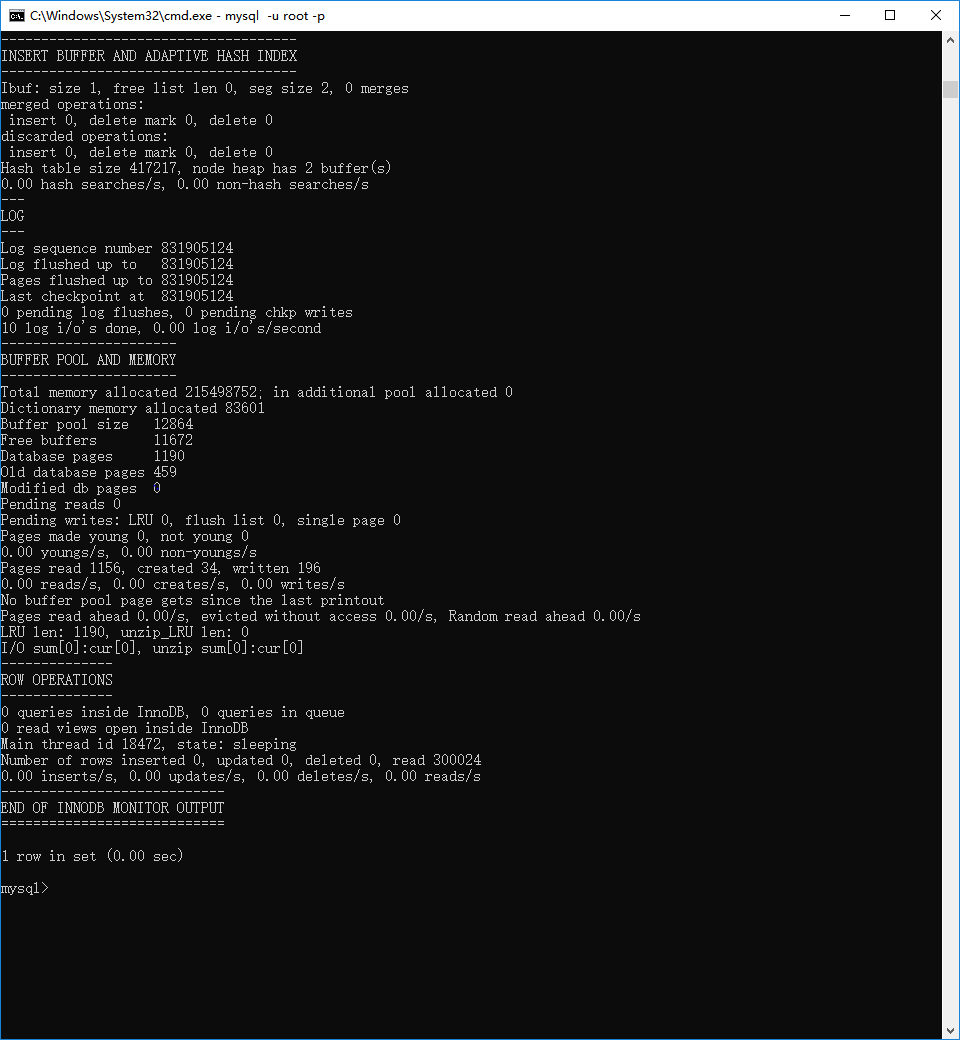 C:\Windows\System32\cmd.exe - mysql  -u root -p
-------------------------------------
INSERT BUFFER AND ADAPTIVE HASH INDEX
-------------------------------------
Ibuf: size 1, free list len 0, seg size 2, 0 merges
merged operations:
 insert 0, delete mark 0, delete 0
discarded operations:
 insert 0, delete mark 0, delete 0
Hash table size 417217, node heap has 2 buffer(s)
0.00 hash searches/s, 0.00 non-hash searches/s
---
LOG
---
Log sequence number 831905124
Log flushed up to   831905124
Pages flushed up to 831905124
Last checkpoint at  831905124
0 pending log flushes, 0 pending chkp writes
10 log i/o's done, 0.00 log i/o's/second
----------------------
BUFFER POOL AND MEMORY
----------------------
Total memory allocated 215498752; in additional pool allocated 0
Dictionary memory allocated 83601
Buffer pool size   12864
Free buffers       11672
Database pages     1190
Old database pages 459
Modified db pages  0
Pending reads 0
Pending writes: LRU 0, flush list 0, single page 0
Pages made young 0, not young 0
0.00 youngs/s, 0.00 non-youngs/s
Pages read 1156, created 34, written 196
0.00 reads/s, 0.00 creates/s, 0.00 writes/s
No buffer pool page gets since the last printout
Pages read ahead 0.00/s, evicted without access 0.00/s, Random read ahead 0.00/s
LRU len: 1190, unzip_LRU len: 0
I/O sum[0]:cur[0], unzip sum[0]:cur[0]
--------------
ROW OPERATIONS
--------------
0 queries inside InnoDB, 0 queries in queue
0 read views open inside InnoDB
Main thread id 18472, state: sleeping
Number of rows inserted 0, updated 0, deleted 0, read 300024
0.00 inserts/s, 0.00 updates/s, 0.00 deletes/s, 0.00 reads/s
----------------------------
END OF INNODB MONITOR OUTPUT
============================
1 row in set (0.00 sec)
mysql>